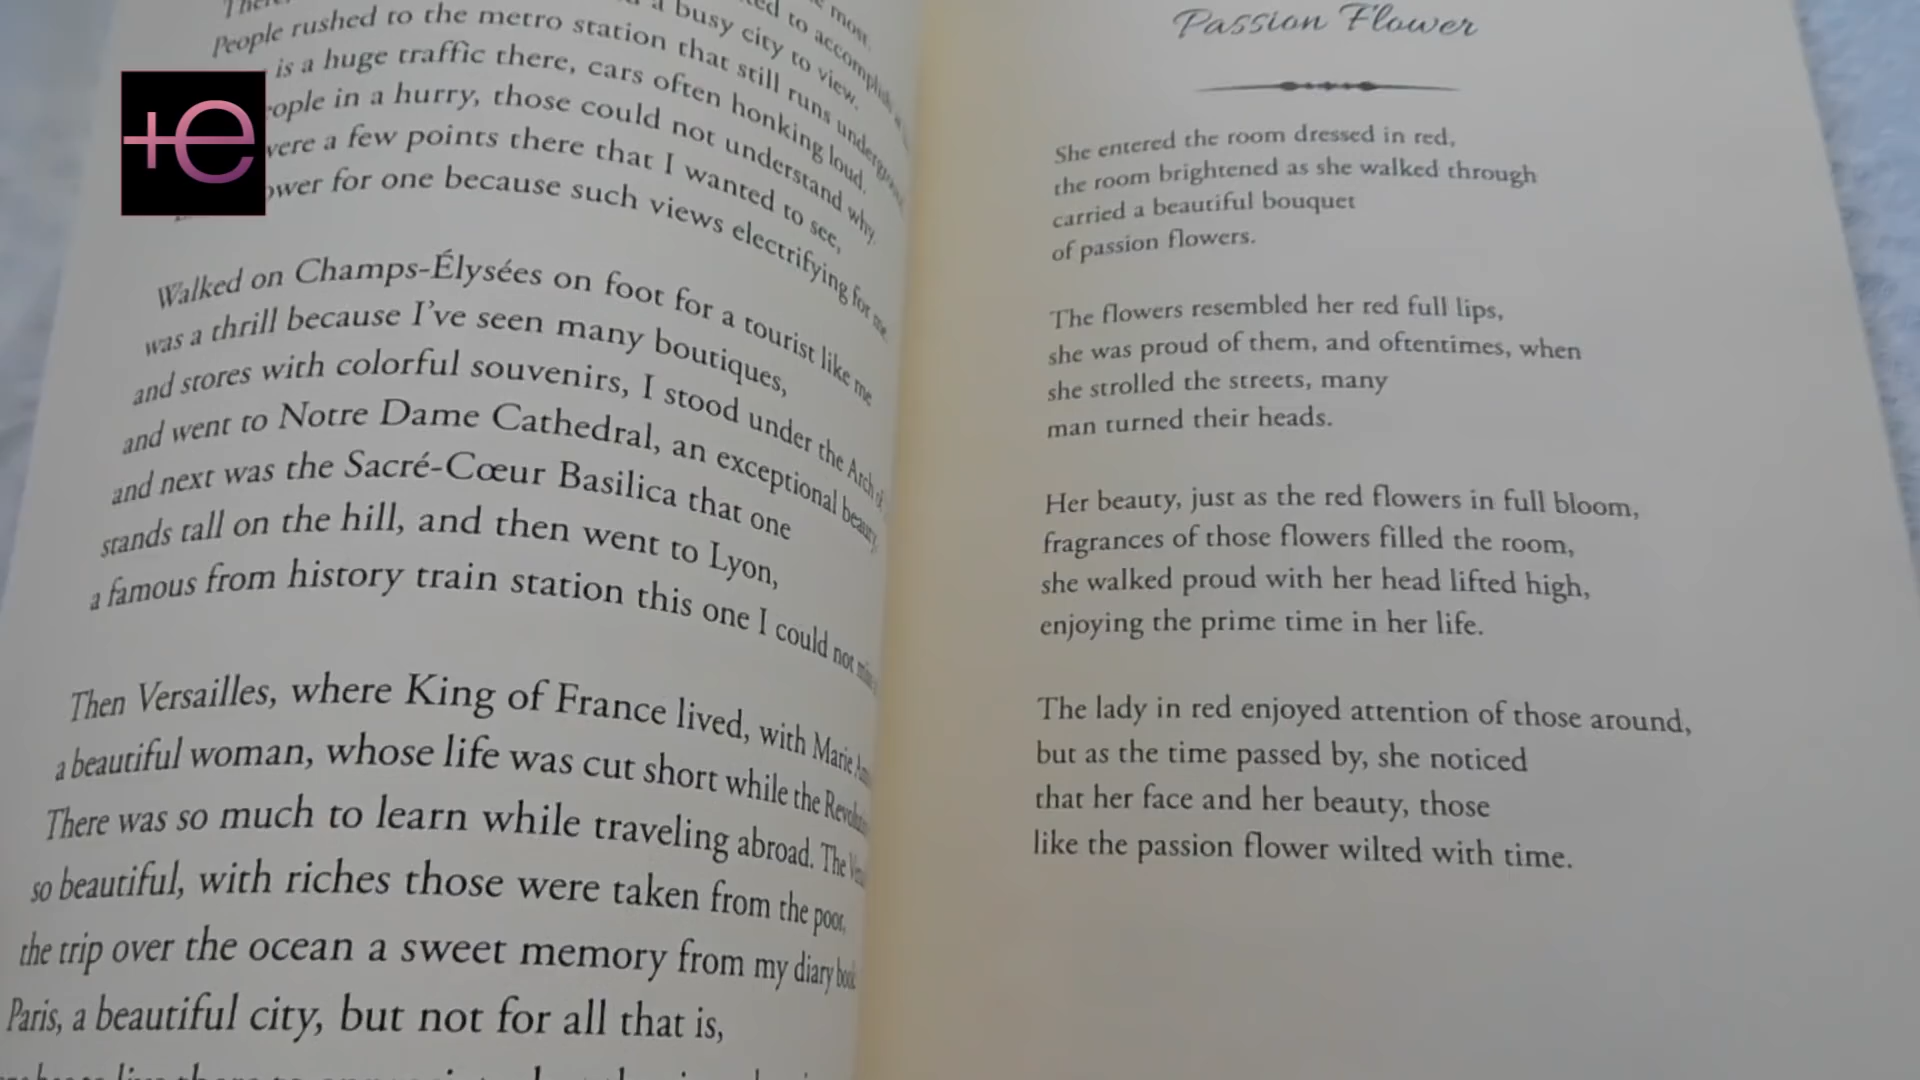 a busy city to view.
People rushed to the metro station that still runs
is a huge traffic there, cars often honking loud.
in a hurry, those could not understand why.
a few points there that I wanted to see,
for one because such views electrifying for
Walked on Champs-Élysées on foot for a tourist like me
was a thrill because I've seen many boutiques,
and stores with colorful souvenirs, I stood under the Arch
and went to Notre Dame Cathedral, an exceptional beauty,
and next was the Sacré-Cœur Basilica that one
stands tall on the hill, and then went to Lyon,
a famous from history train station this one I could not
Then Versailles, where King of France lived, with Marie
a beautiful woman, whose life was cut short while the
There was so much to learn while traveling abroad. The
so beautiful, with riches those were taken from the poor.
the trip over the ocean a sweet memory from my diary book
Paris, a beautiful city, but not for all that is,
+e
Passion Flower
She entered the room dressed in red,
the room brightened as she walked through
carried a beautiful bouquet
of passion flowers.
The flowers resembled her red full lips,
she was proud of them, and oftentimes, when
she strolled the streets, many
man turned their heads.
Her beauty, just as the red flowers in full bloom,
fragrances of those flowers filled the room,
she walked proud with her head lifted high,
enjoying the prime time in her life.
The lady in red enjoyed attention of those around,
but as the time passed by, she noticed
that her face and her beauty, those
like the passion flower wilted with time.